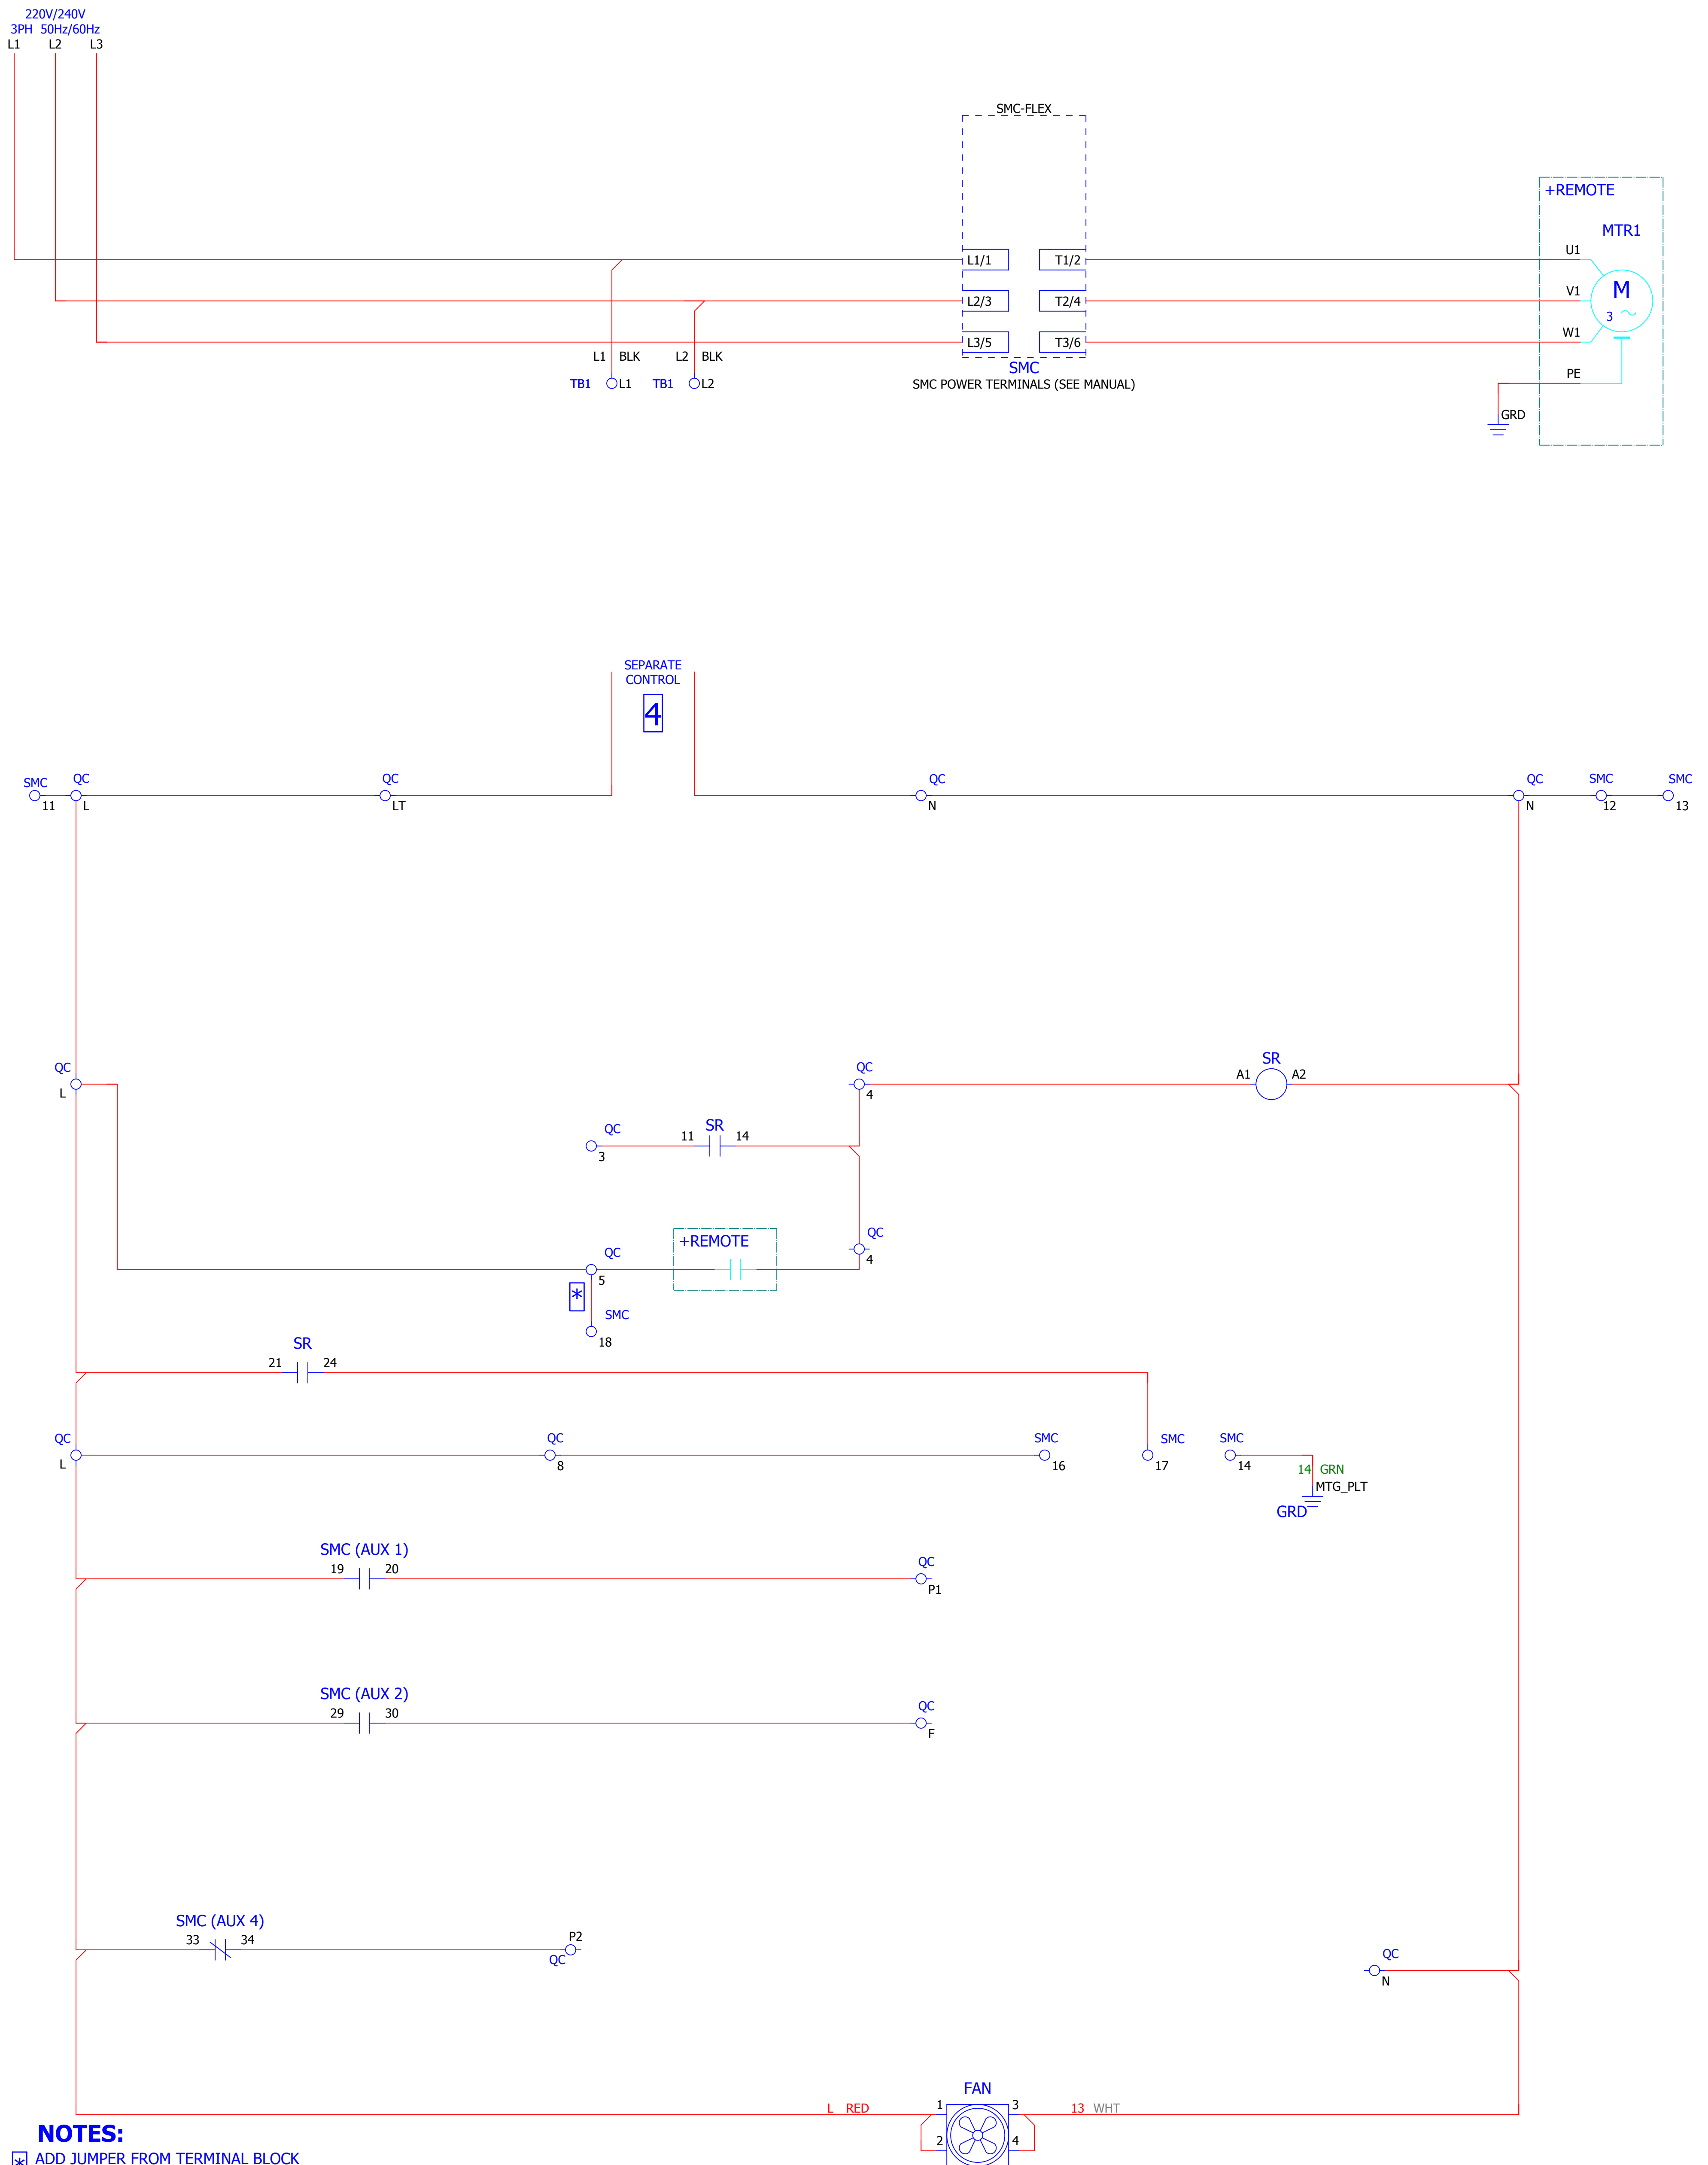 220V/240V
3PH 50Hz/60Hz
L1 L2 L3
SMC-FLEX
+REMOTE
MTR1
L1/1 T1/2 U1
L2/3 T2/4 V1 M
3
L3/5 T3/6 W1
L1 BLK L2 BLK
TB1 L1 TB1 L2
SMC
SMC POWER TERMINALS (SEE MANUAL)
PE
GRD
SEPARATE
CONTROL
4
SMC QC QC QC QC SMC SMC
11 L LT N N 12 13
QC QC SR
L 4 A1 A2
QC SR
3 11 14
+REMOTE
QC QC
5 4
*
SMC
18
SR
21 24
QC QC SMC SMC SMC
L 8 16 17 14
14 GRN
MTG_PLT
GRD
SMC (AUX 1)
19 20 QC
P1
SMC (AUX 2)
29 30 QC
F
SMC (AUX 4)
33 34 P2
QC
QC
N
FAN
L RED 1 3 13 WHT
2 4
NOTES:
* ADD JUMPER FROM TERMINAL BLOCK